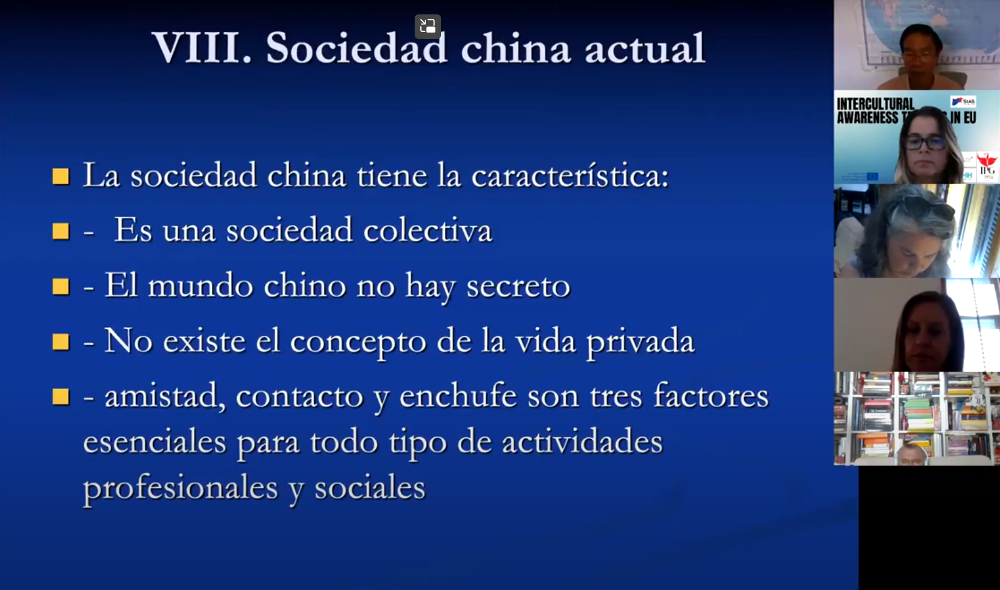 VIII. Sociedad china actual
La sociedad china tiene la característica:
- Es una sociedad colectiva
- El mundo chino no hay secreto
- No existe el concepto de la vida privada
- amistad, contacto y enchufe son tres factores
esenciales para todo tipo de actividades
profesionales y sociales
INTERCULTURAL
AWARENESS IN EU
SIAS
IPG